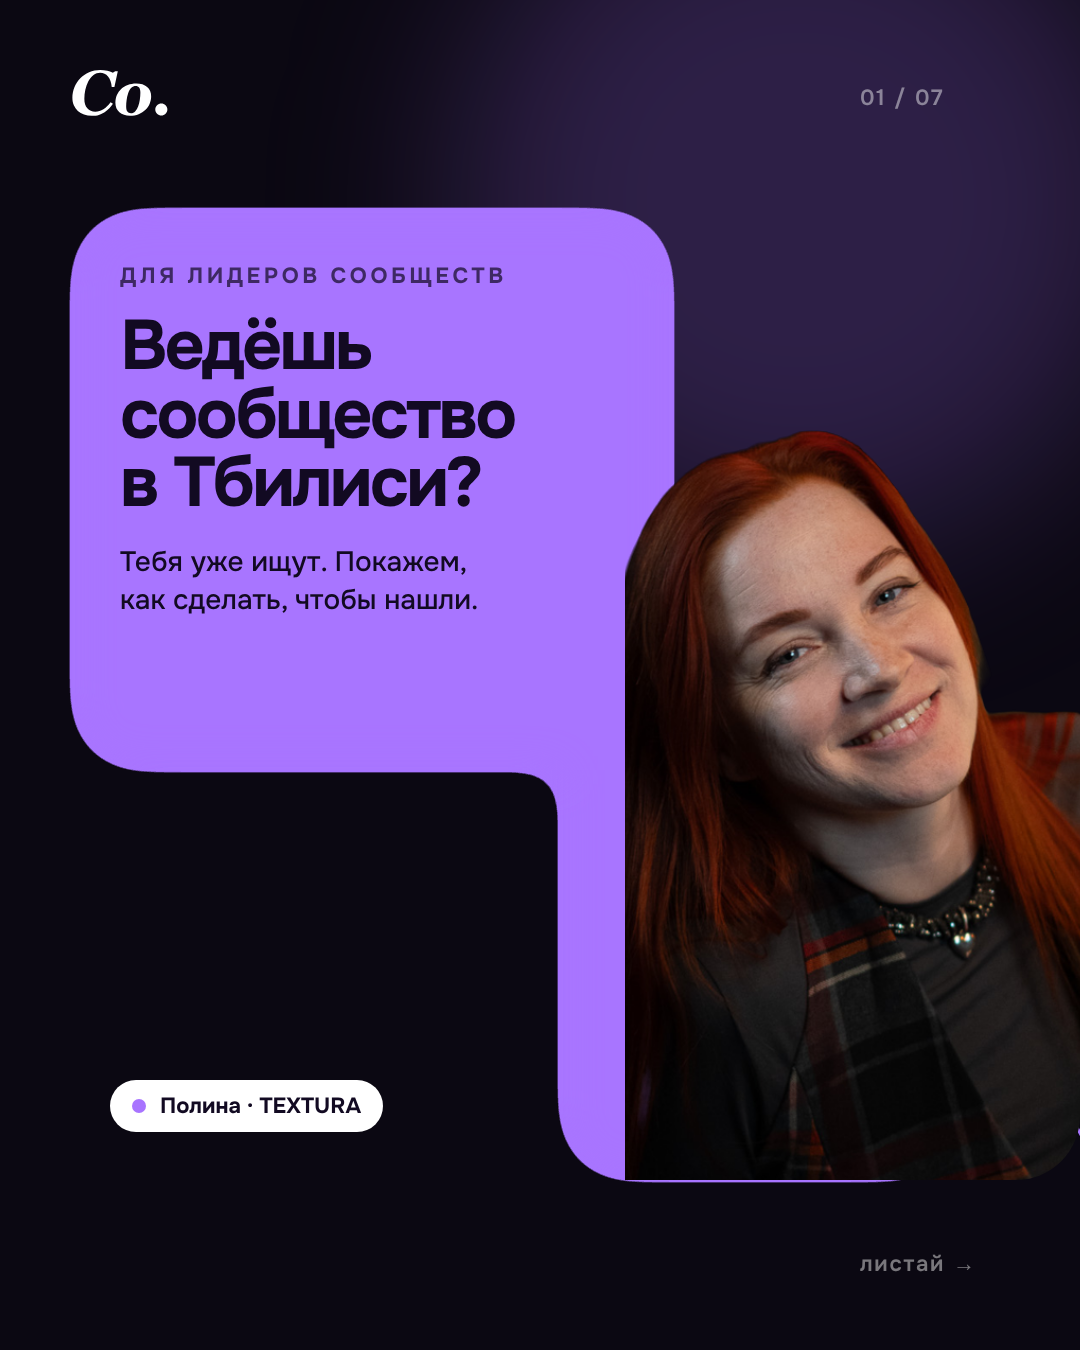 Co.
01 / 07
ДЛЯ ЛИДЕРОВ СООБЩЕСТВ
Ведёшь
сообщество
в Тбилиси?
Тебя уже ищут. Покажем,
как сделать, чтобы нашли.
Полина · TEXTURA
листай →